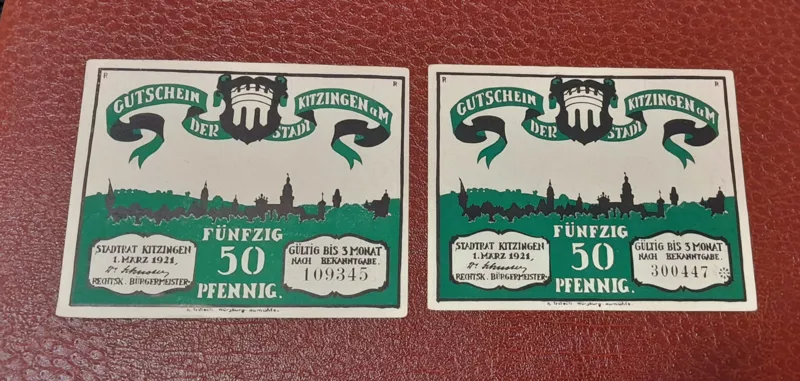 R R
GUTSCHEIN KITZINGEN a/M
DER STADT
FÜNFZIG
50
PFENNIG.
STADTRAT KITZINGEN
1. MÄRZ 1921.
RECHTSK. BÜRGERMEISTER
GÜLTIG BIS 3 MONAT
NACH BEKANNTGABE.
109345
R R
GUTSCHEIN KITZINGEN a/M
DER STADT
FÜNFZIG
50
PFENNIG.
STADTRAT KITZINGEN
1. MÄRZ 1921.
RECHTSK. BÜRGERMEISTER
GÜLTIG BIS 3 MONAT
NACH BEKANNTGABE.
300447